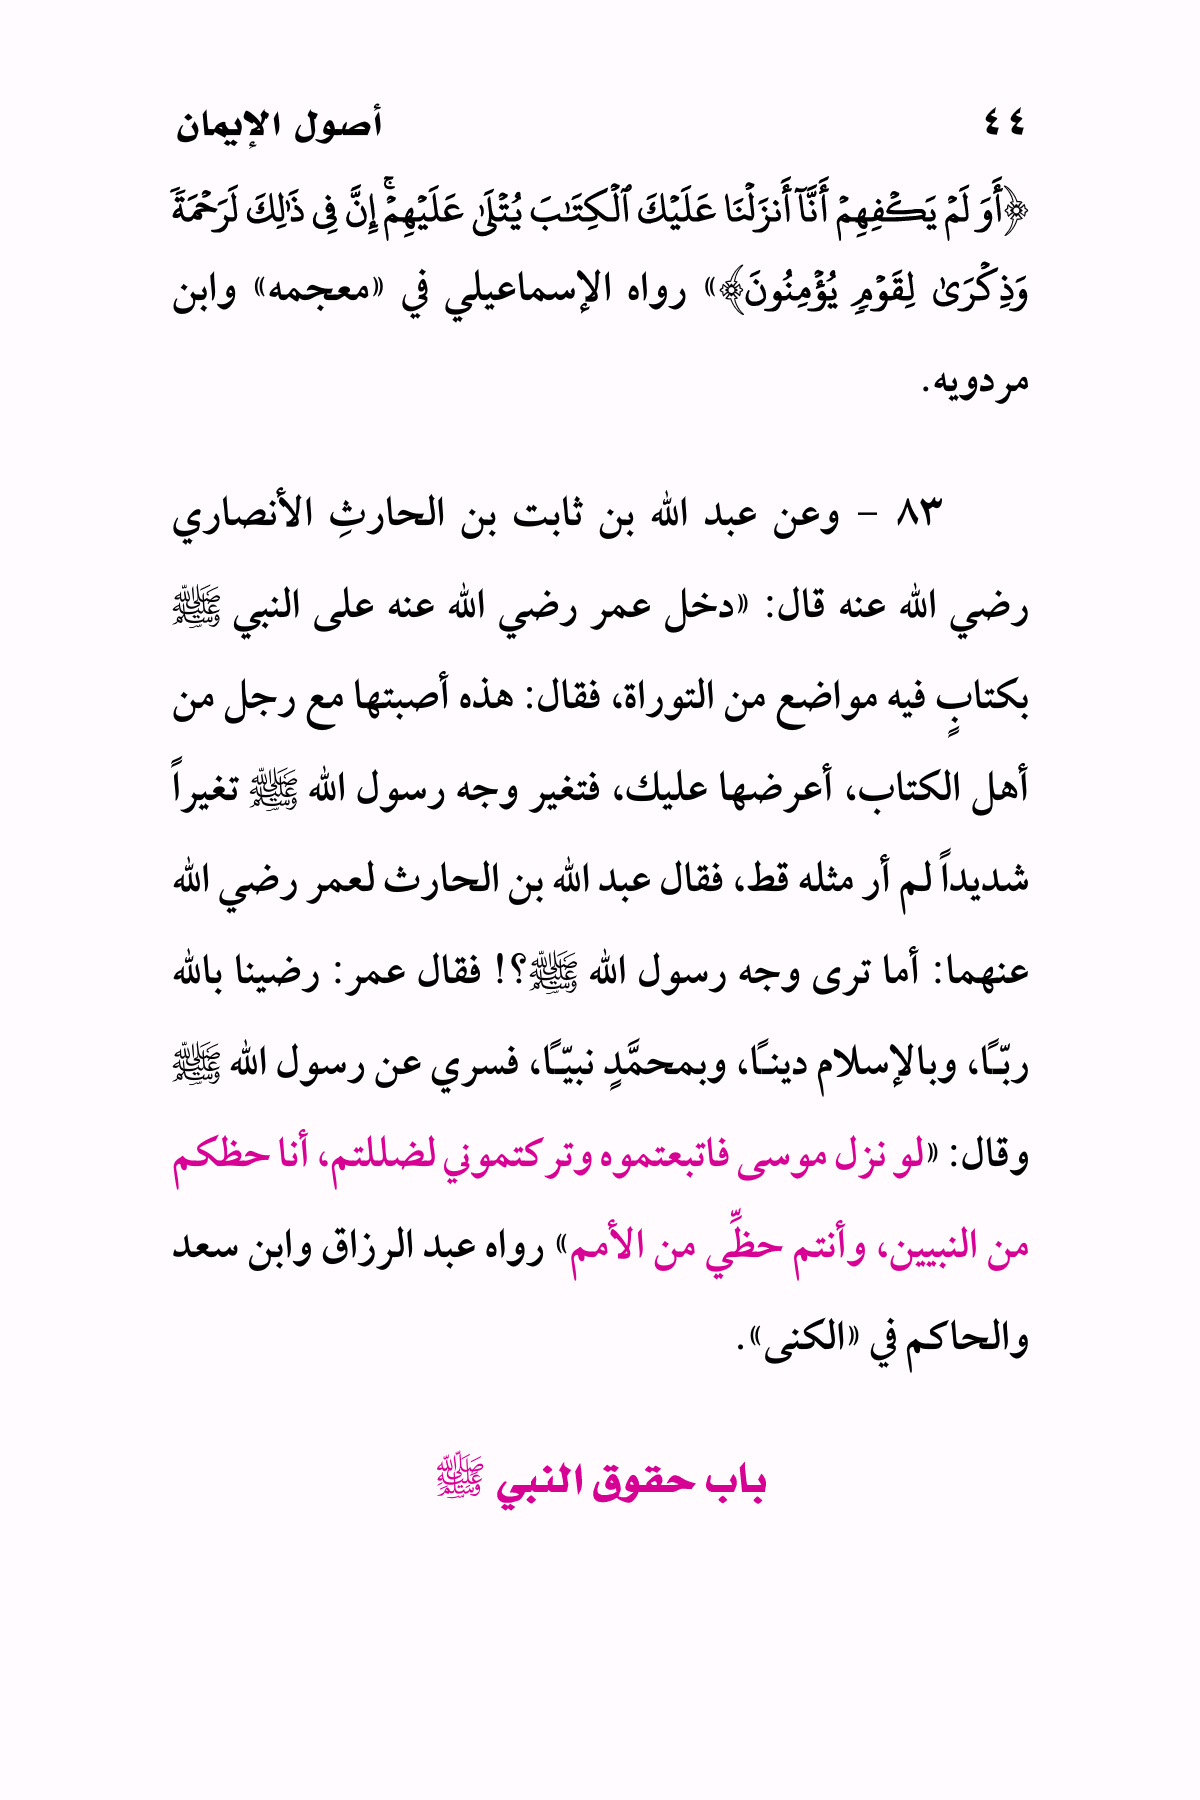 ٤٤ أصول الإيمان
﴿أَوَ لَمۡ يَكۡفِهِمۡ أَنَّآ أَنزَلۡنَا عَلَيۡكَ ٱلۡكِتَٰبَ يُتۡلَىٰ عَلَيۡهِمۡۚ إِنَّ فِى ذَٰلِكَ لَرَحۡمَةٗ
وَذِكۡرَىٰ لِقَوۡمٖ يُؤۡمِنُونَ﴾» رواه الإسماعيلي في «معجمه» وابن
مردويه.
٨٣ – وعن عبد الله بن ثابت بن الحارثِ الأنصاري
رضي الله عنه قال: «دخل عمر رضي الله عنه على النبي ﷺ
بكتابٍ فيه مواضع من التوراة، فقال: هذه أصبتها مع رجل من
أهل الكتاب، أعرضها عليك، فتغير وجه رسول الله ﷺ تغيراً
شديداً لم أر مثله قط، فقال عبد الله بن الحارث لعمر رضي الله
عنهما: أما ترى وجه رسول الله ﷺ؟! فقال عمر: رضينا بالله
ربّـًا، وبالإسلام دينـًا، وبمحمَّدٍ نبيّـًا، فسري عن رسول الله ﷺ
وقال: «لو نزل موسى فاتبعتموه وتركتموني لضللتم، أنا حظكم
من النبيين، وأنتم حظِّي من الأمم» رواه عبد الرزاق وابن سعد
والحاكم في «الكنى».
باب حقوق النبي ﷺ